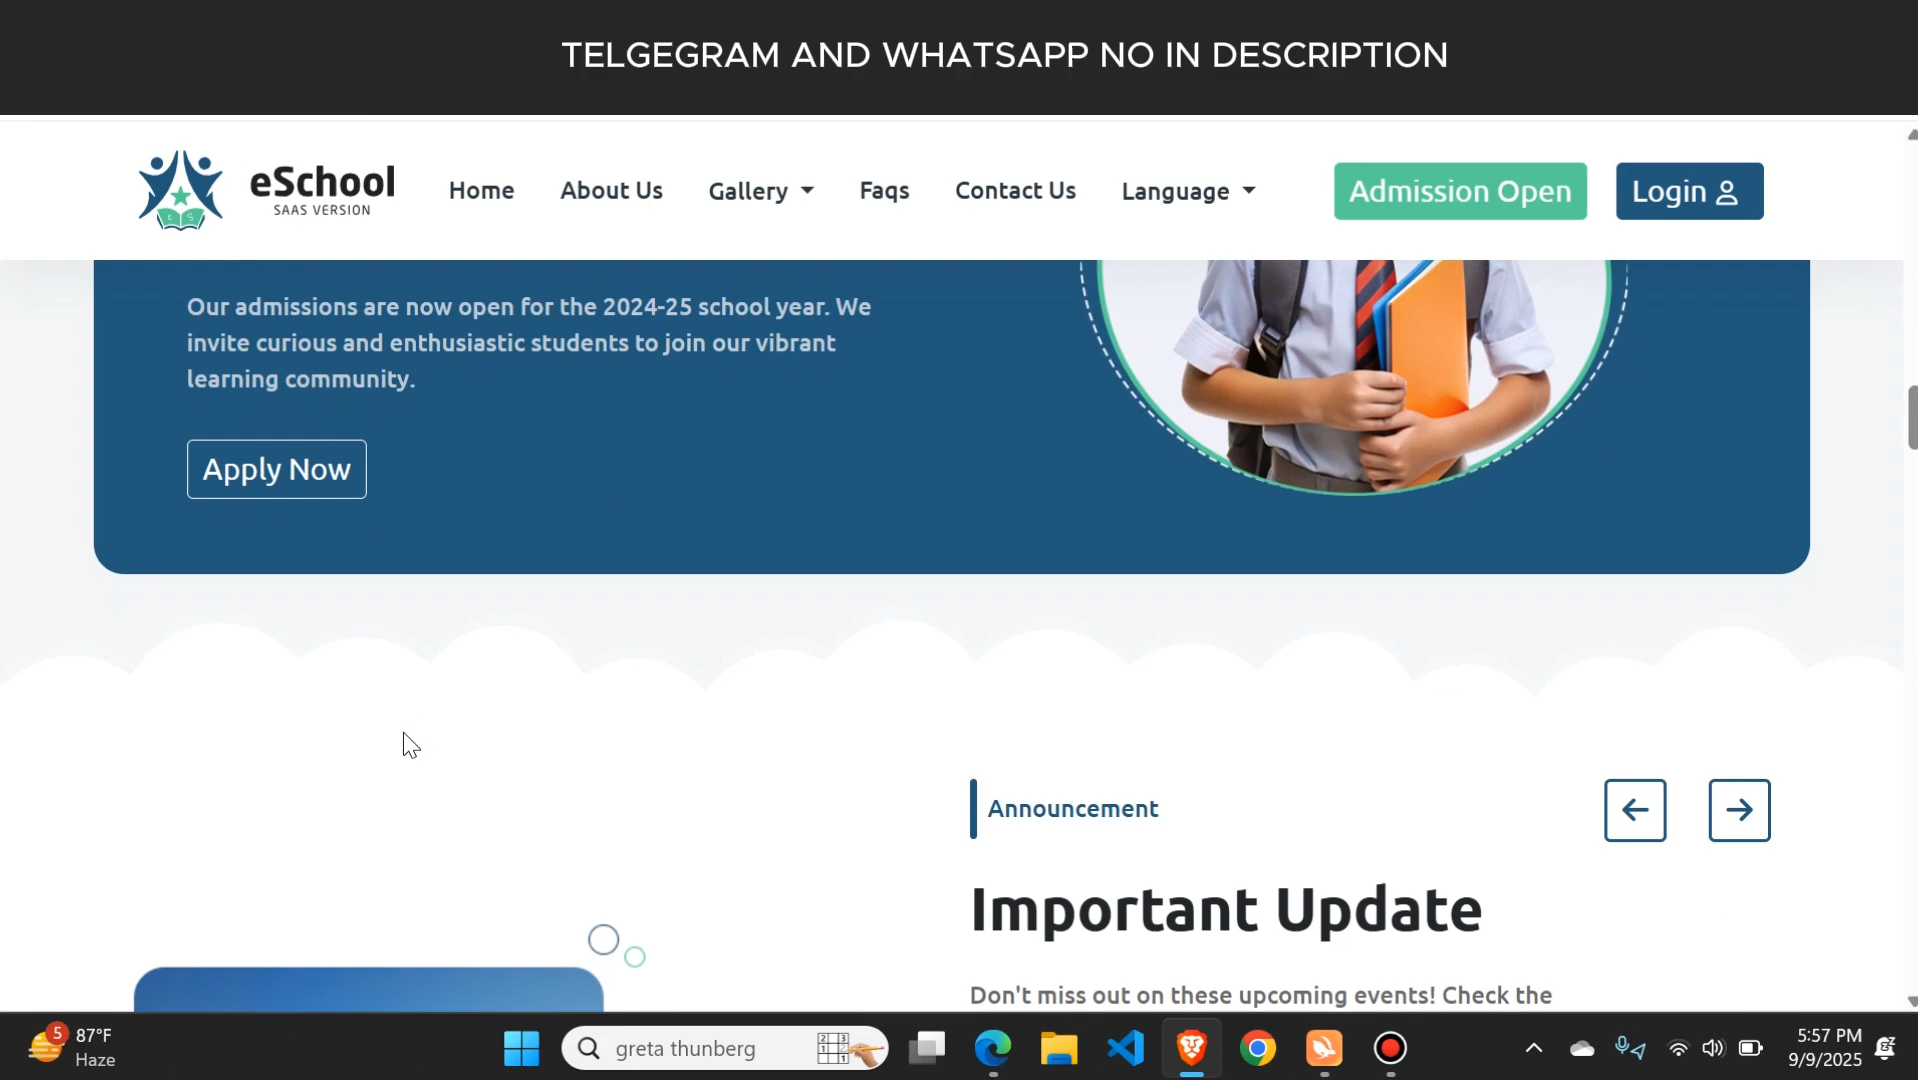 TELGEGRAM AND WHATSAPP NO IN DESCRIPTION
eSchool
SAAS VERSION
Home
About Us
Gallery
Faqs
Contact Us
Language
Admission Open
Login
Our admissions are now open for the 2024-25 school year. We
invite curious and enthusiastic students to join our vibrant
learning community.
Apply Now
Announcement
Important Update
Don't miss out on these upcoming events! Check the
5
87°F
Haze
greta thunberg
5:57 PM
9/9/2025